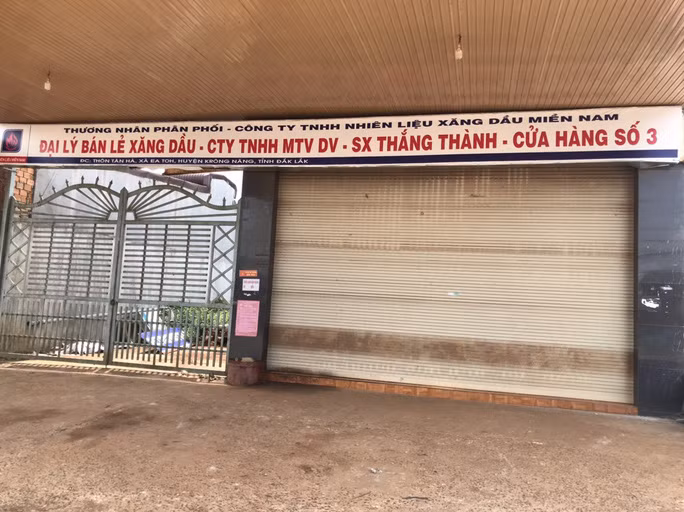 THƯƠNG NHÂN PHÂN PHỐI - CÔNG TY TNHH NHIÊN LIỆU XĂNG DẦU MIỀN NAM
ĐẠI LÝ BÁN LẺ XĂNG DẦU - CTY TNHH MTV DV - SX THẮNG THÀNH - CỬA HÀNG SỐ 3
ĐC: THÔN TÂN HÀ, XÃ EA TOH, HUYỆN KRÔNG NĂNG, TỈNH ĐẮK LẮK